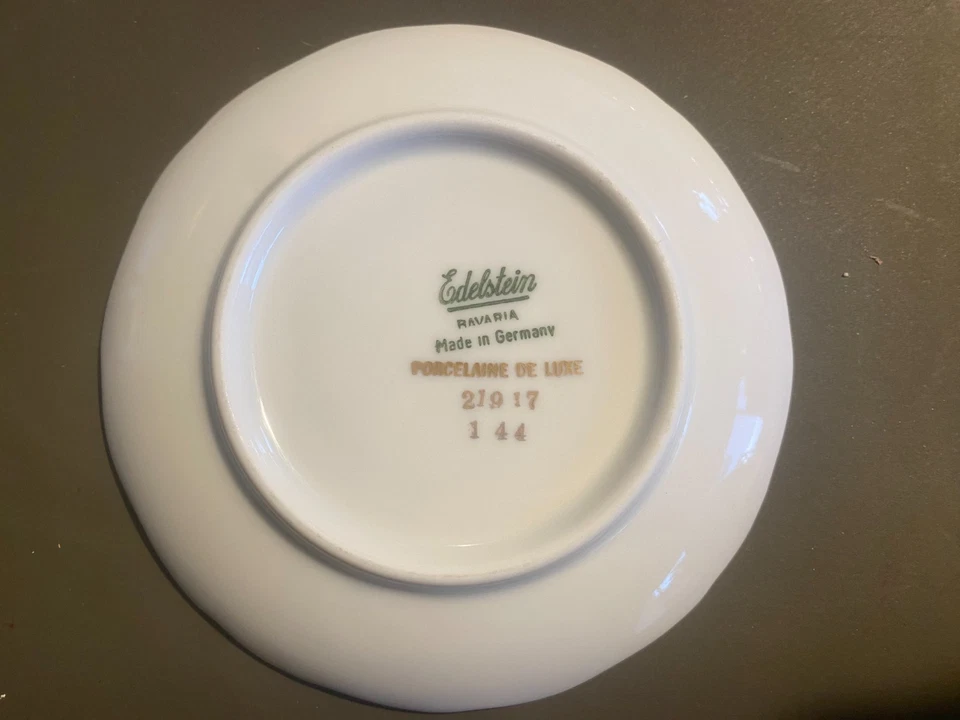 Edelstein
BAVARIA
Made in Germany
PORCELAINE DE LUXE
21917
144